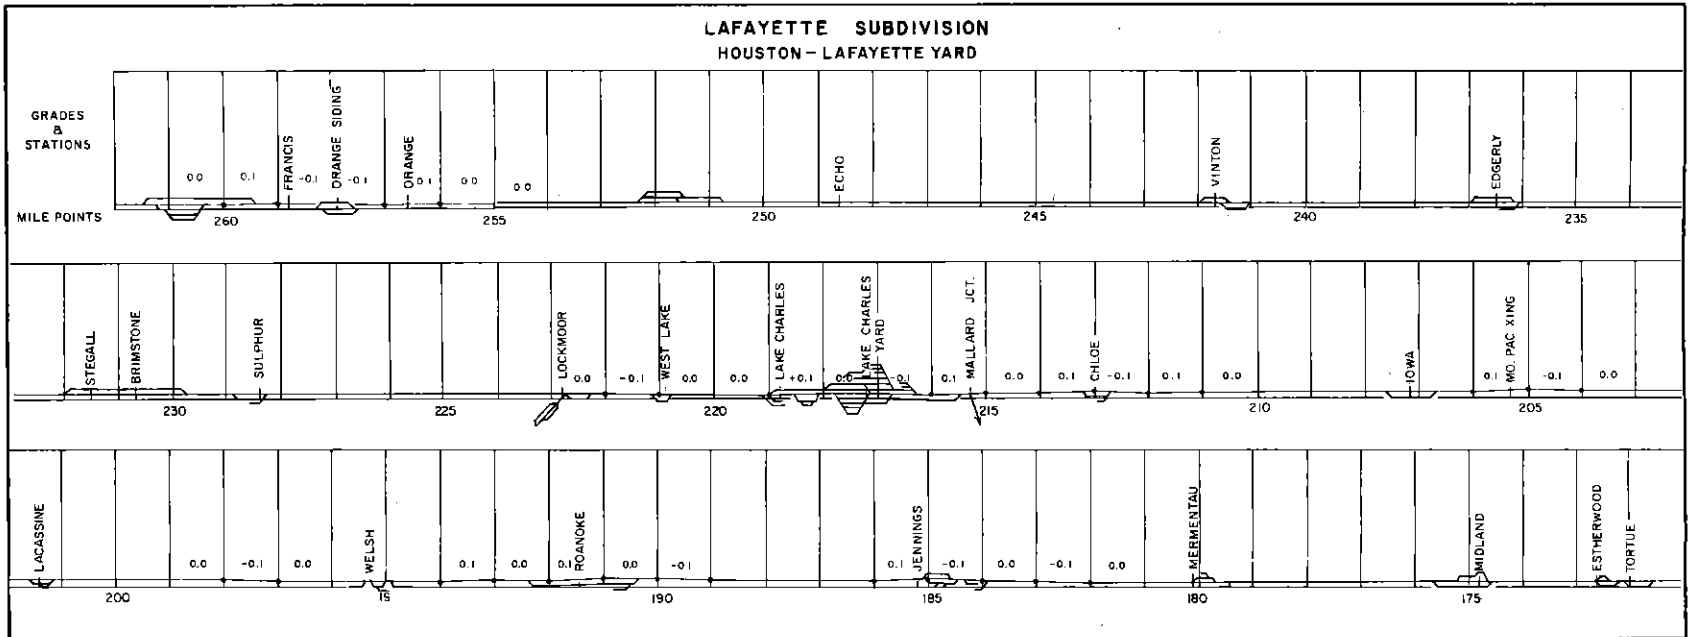 LAFAYETTE SUBDIVISION
HOUSTON – LAFAYETTE YARD
GRADES
&
STATIONS
0.0 0.1 FRANCIS -0.1 ORANGE SIDING -0.1 ORANGE 0.1 0.0 0.0 ECHO VINTON EDGERLY
MILE POINTS 260 255 250 245 240 235
STEGALL BRIMSTONE SULPHUR LOCKMOOR 0.0 -0.1 WEST LAKE 0.0 0.0 LAKE CHARLES +0.1 0.0 LAKE CHARLES YARD -0.1 0.1 MALLARD JCT. 0.0 0.1 CHLOE -0.1 0.1 0.0 IOWA 0.1 MO. PAC XING -0.1 0.0
230 225 220 215 210 205
LACASSINE 0.0 -0.1 0.0 WELSH 0.1 0.0 0.1 ROANOKE 0.0 -0.1 0.1 JENNINGS -0.1 0.0 -0.1 0.0 MERMENTAU MIDLAND ESTHERWOOD TORTUE
200 190 185 180 175